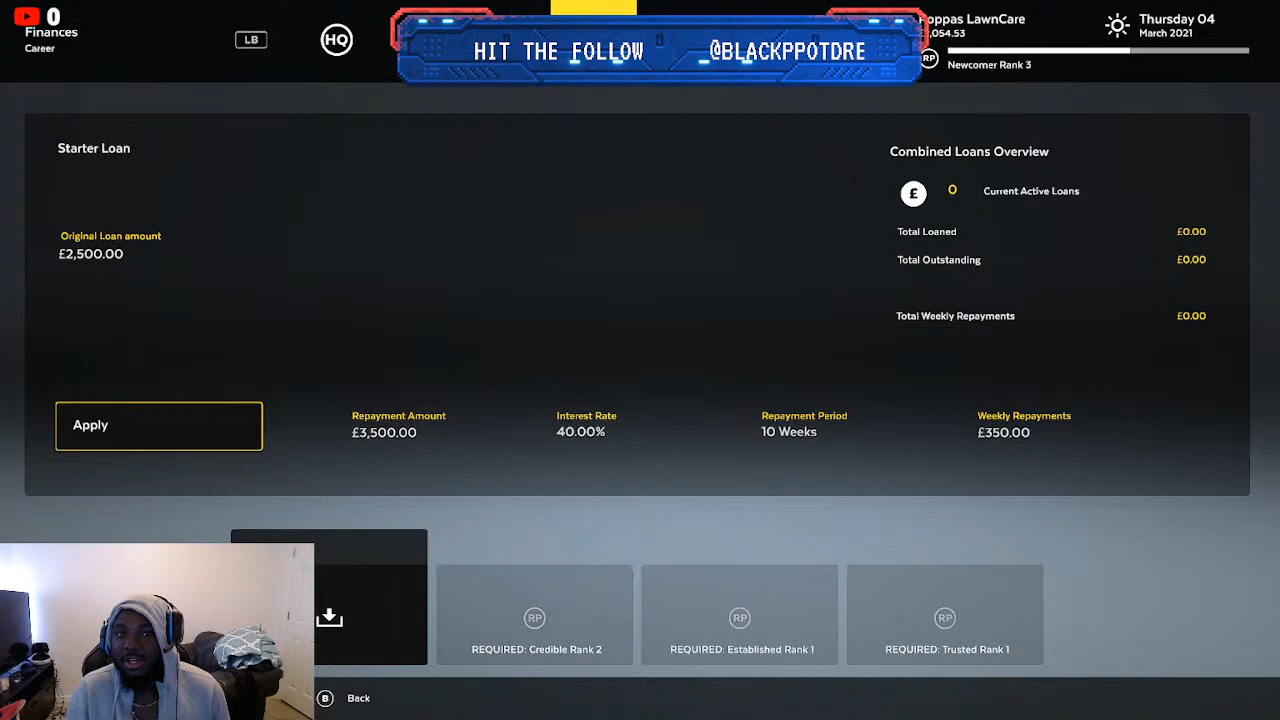 0
Finances
Career
LB
HQ
HIT THE FOLLOW @BLACKPPOTDRE
oppas LawnCare
,054.53
RP
Newcomer Rank 3
Thursday 04
March 2021
Starter Loan
Original Loan amount
£2,500.00
Combined Loans Overview
£ 0 Current Active Loans
Total Loaned £0.00
Total Outstanding £0.00
Total Weekly Repayments £0.00
Apply
Repayment Amount
£3,500.00
Interest Rate
40.00%
Repayment Period
10 Weeks
Weekly Repayments
£350.00
RP
REQUIRED: Credible Rank 2
RP
REQUIRED: Established Rank 1
RP
REQUIRED: Trusted Rank 1
B Back